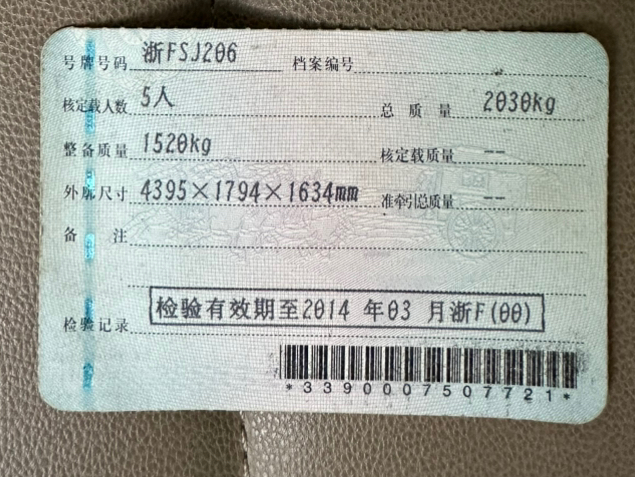 号牌号码 浙FSJ206 档案编号
核定载人数 5人 总质量 2030kg
整备质量 1520kg 核定载质量 --
外廓尺寸 4395×1794×1634mm 准牵引总质量 --
备注
检验记录 检验有效期至2014 年03 月浙F(00)
*3390007507721*